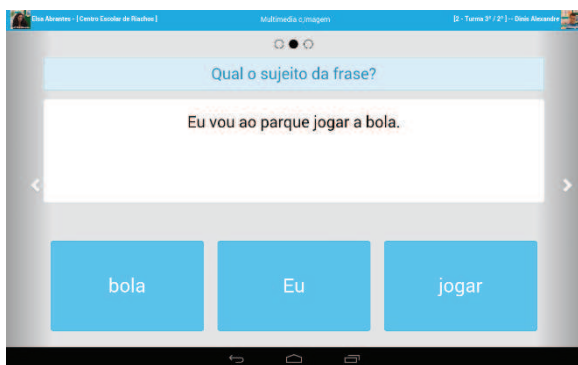 Elsa Abrantes - [Centro Escolar de Riachos ]
Multimedia c/imagem
[2 - Turma 3º / 2º ] -- Dinis Alexandre
Qual o sujeito da frase?
Eu vou ao parque jogar a bola.
bola
Eu
jogar